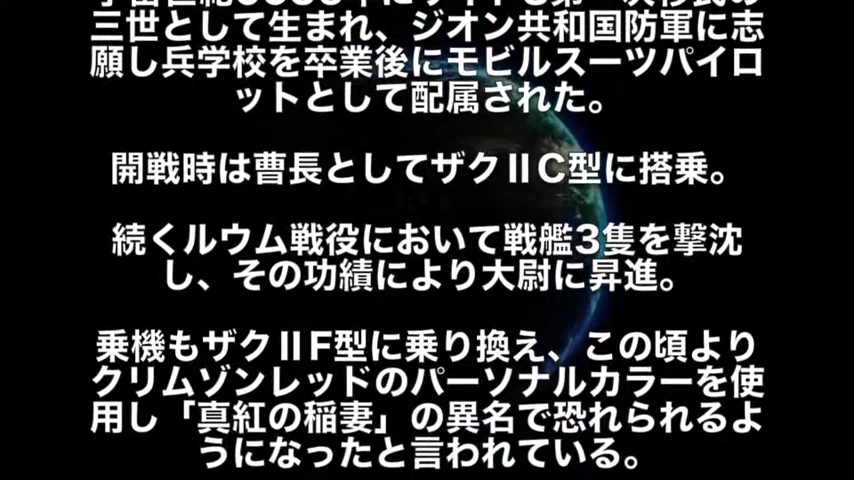 三世として生まれ、ジオン共和国防軍に志
願し兵学校を卒業後にモビルスーツパイロ
ットとして配属された。
開戦時は曹長としてザクⅡC型に搭乗。
続くルウム戦役において戦艦3隻を撃沈
し、その功績により大尉に昇進。
乗機もザクⅡF型に乗り換え、この頃より
クリムゾンレッドのパーソナルカラーを使
用し「真紅の稲妻」の異名で恐れられるよ
うになったと言われている。